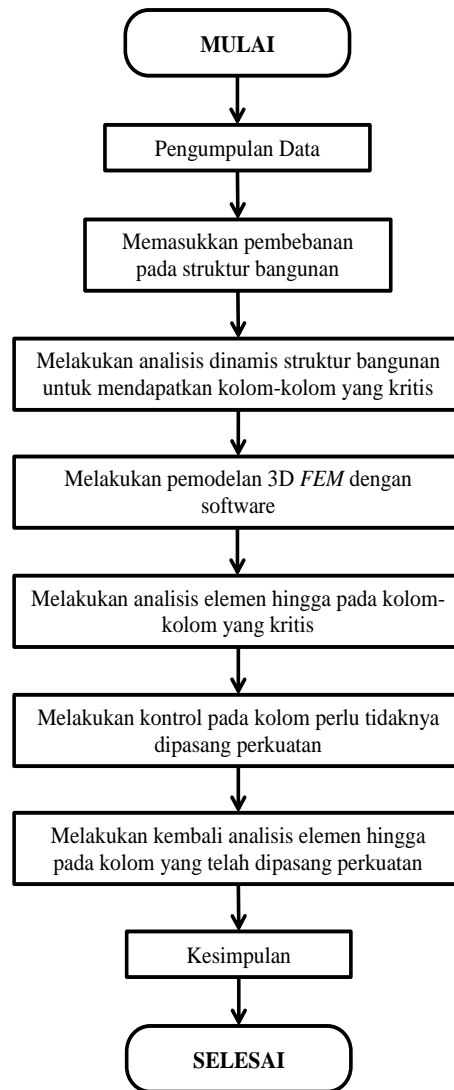 MULAI
Pengumpulan Data
Memasukkan pembebanan
pada struktur bangunan
Melakukan analisis dinamis struktur bangunan
untuk mendapatkan kolom-kolom yang kritis
Melakukan pemodelan 3D FEM dengan
software
Melakukan analisis elemen hingga pada kolom-
kolom yang kritis
Melakukan kontrol pada kolom perlu tidaknya
dipasang perkuatan
Melakukan kembali analisis elemen hingga
pada kolom yang telah dipasang perkuatan
Kesimpulan
SELESAI